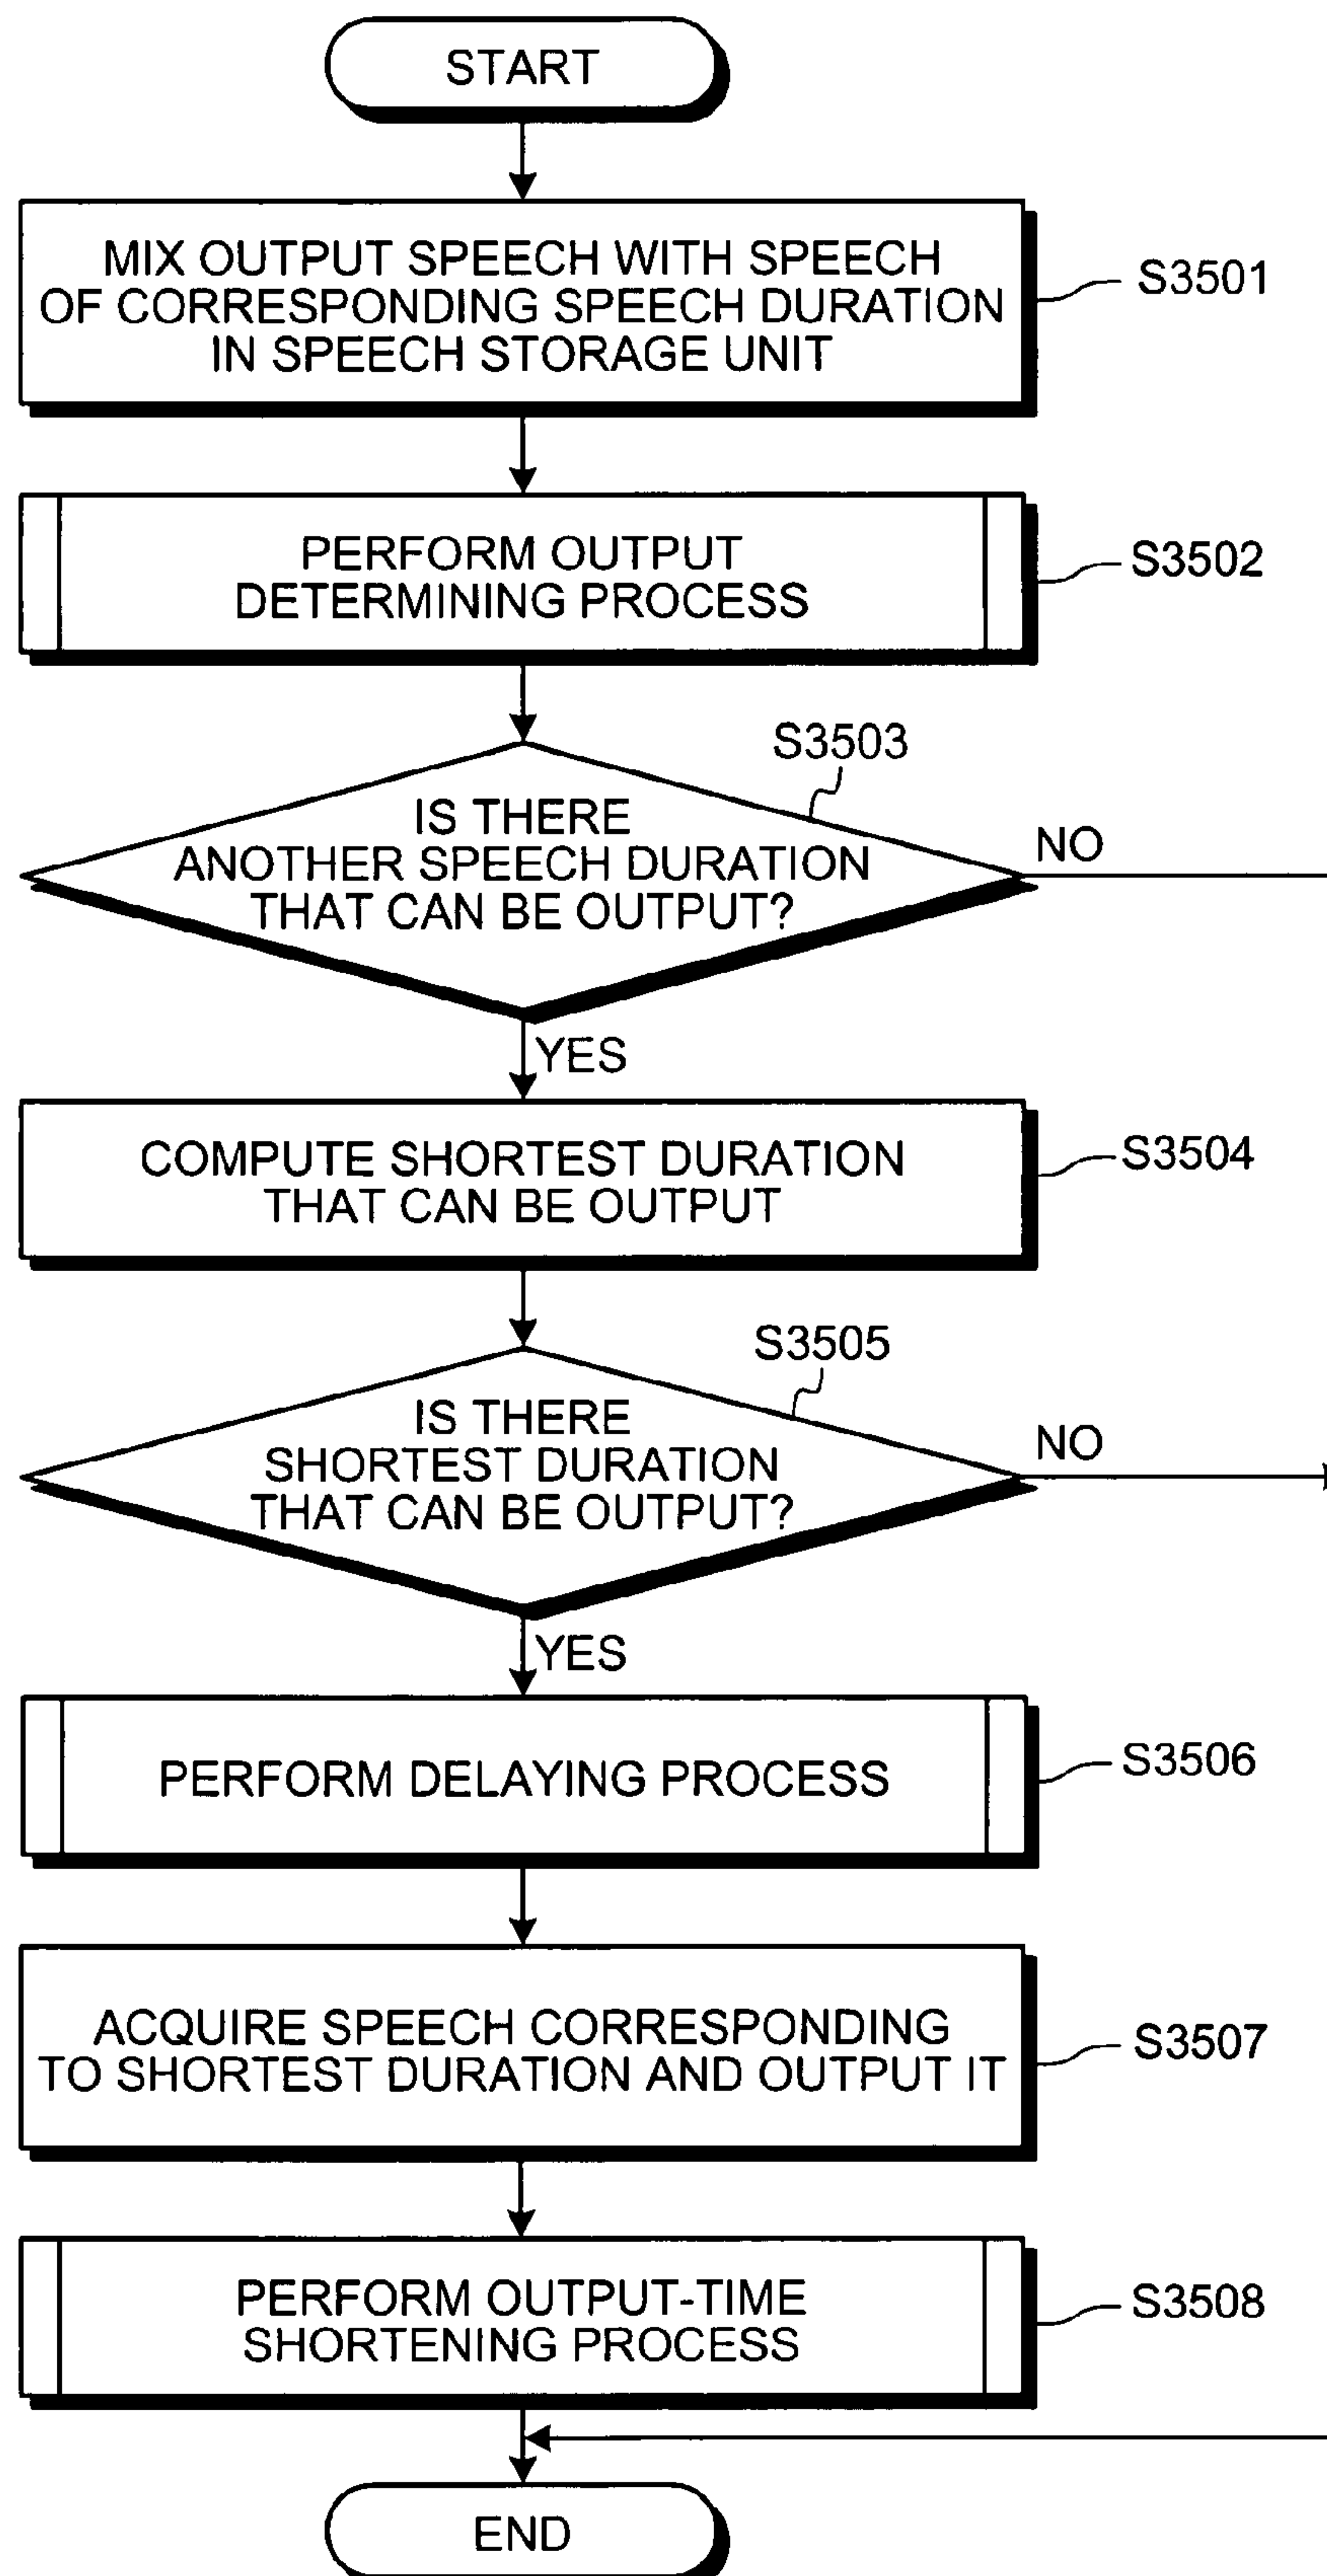 START
MIX OUTPUT SPEECH WITH SPEECH
OF CORRESPONDING SPEECH DURATION
IN SPEECH STORAGE UNIT
S3501
PERFORM OUTPUT
DETERMINING PROCESS
S3502
S3503
IS THERE
ANOTHER SPEECH DURATION
THAT CAN BE OUTPUT?
NO
YES
COMPUTE SHORTEST DURATION
THAT CAN BE OUTPUT
S3504
S3505
IS THERE
SHORTEST DURATION
THAT CAN BE OUTPUT?
NO
YES
PERFORM DELAYING PROCESS
S3506
ACQUIRE SPEECH CORRESPONDING
TO SHORTEST DURATION AND OUTPUT IT
S3507
PERFORM OUTPUT-TIME
SHORTENING PROCESS
S3508
END